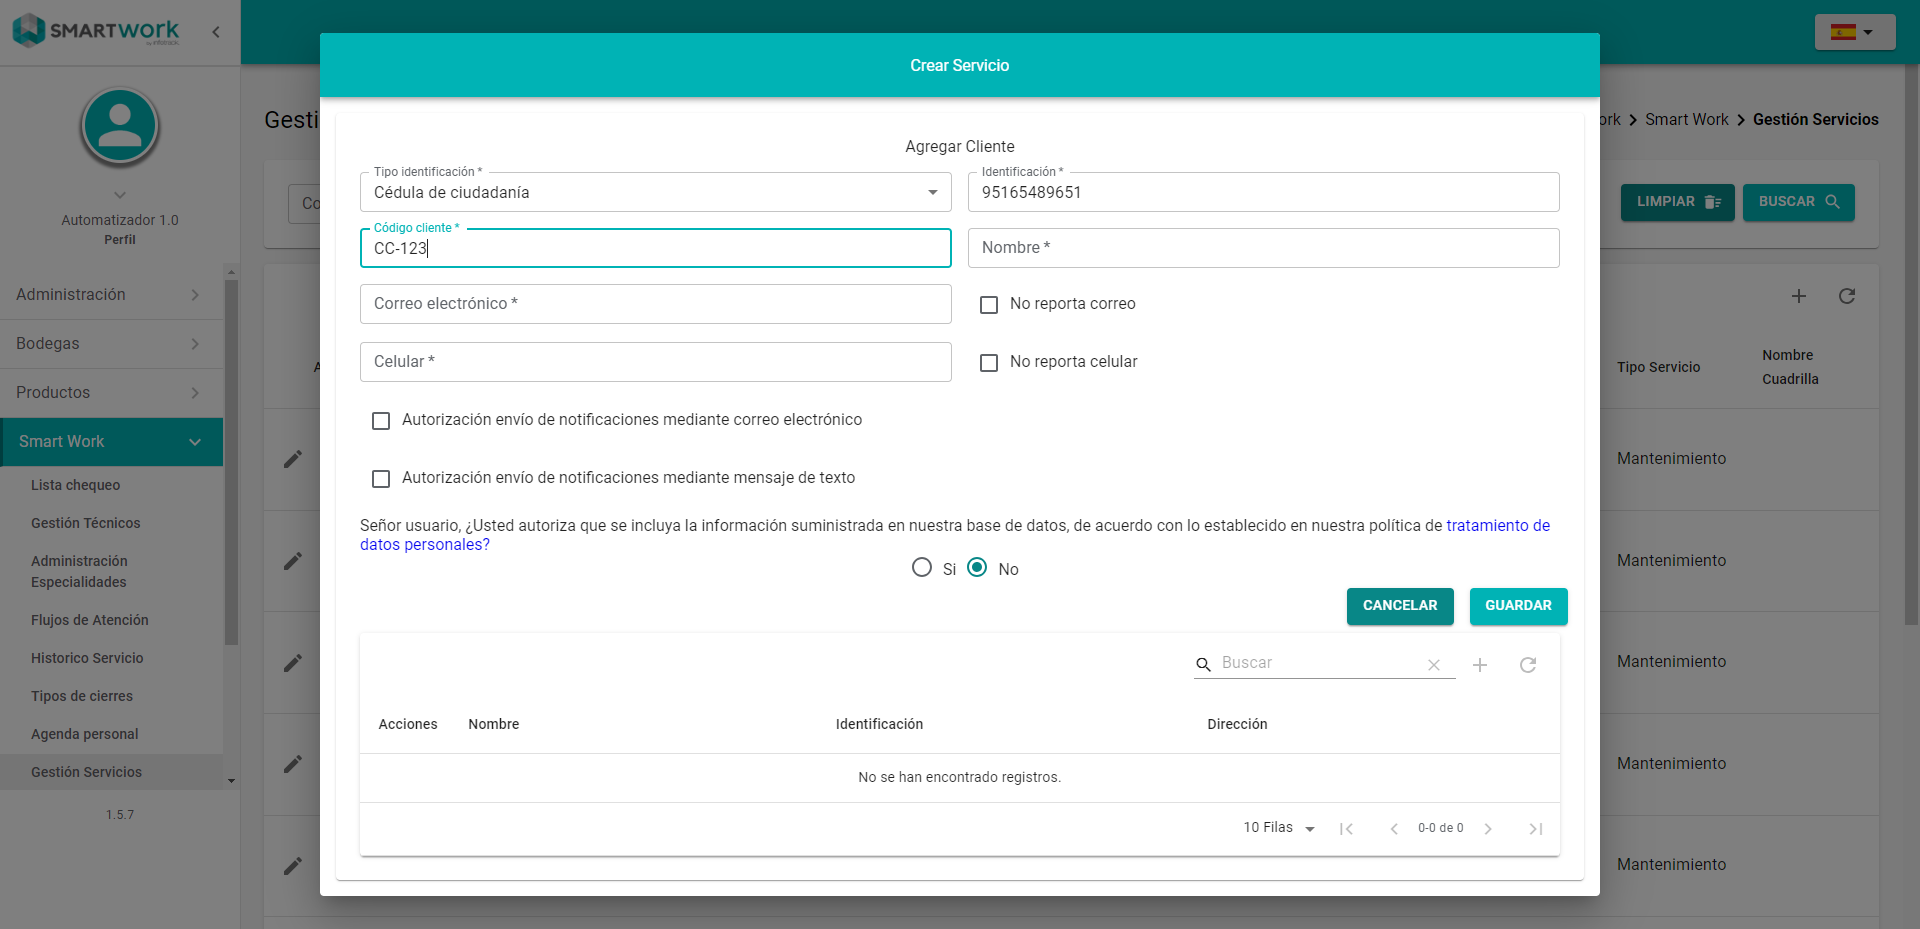 SMARTWORK
by infotrack
Crear Servicio
Gesti
ork > Smart Work > Gestión Servicios
Agregar Cliente
Tipo identificación *
Cédula de ciudadanía
Identificación *
95165489651
Co
LIMPIAR
BUSCAR
Automatizador 1.0
Perfil
Código cliente *
CC-123
Nombre *
Administración
Correo electrónico *
No reporta correo
Bodegas
Celular *
No reporta celular
Tipo Servicio
Nombre
Cuadrilla
A
Productos
Autorización envío de notificaciones mediante correo electrónico
Smart Work
Mantenimiento
Autorización envío de notificaciones mediante mensaje de texto
Lista chequeo
Gestión Técnicos
Señor usuario, ¿Usted autoriza que se incluya la información suministrada en nuestra base de datos, de acuerdo con lo establecido en nuestra política de tratamiento de
datos personales?
Administración
Especialidades
Si
No
Mantenimiento
CANCELAR
GUARDAR
Flujos de Atención
Historico Servicio
Buscar
Mantenimiento
Tipos de cierres
Acciones
Nombre
Identificación
Dirección
Agenda personal
Gestión Servicios
No se han encontrado registros.
Mantenimiento
1.5.7
10 Filas
0-0 de 0
Mantenimiento